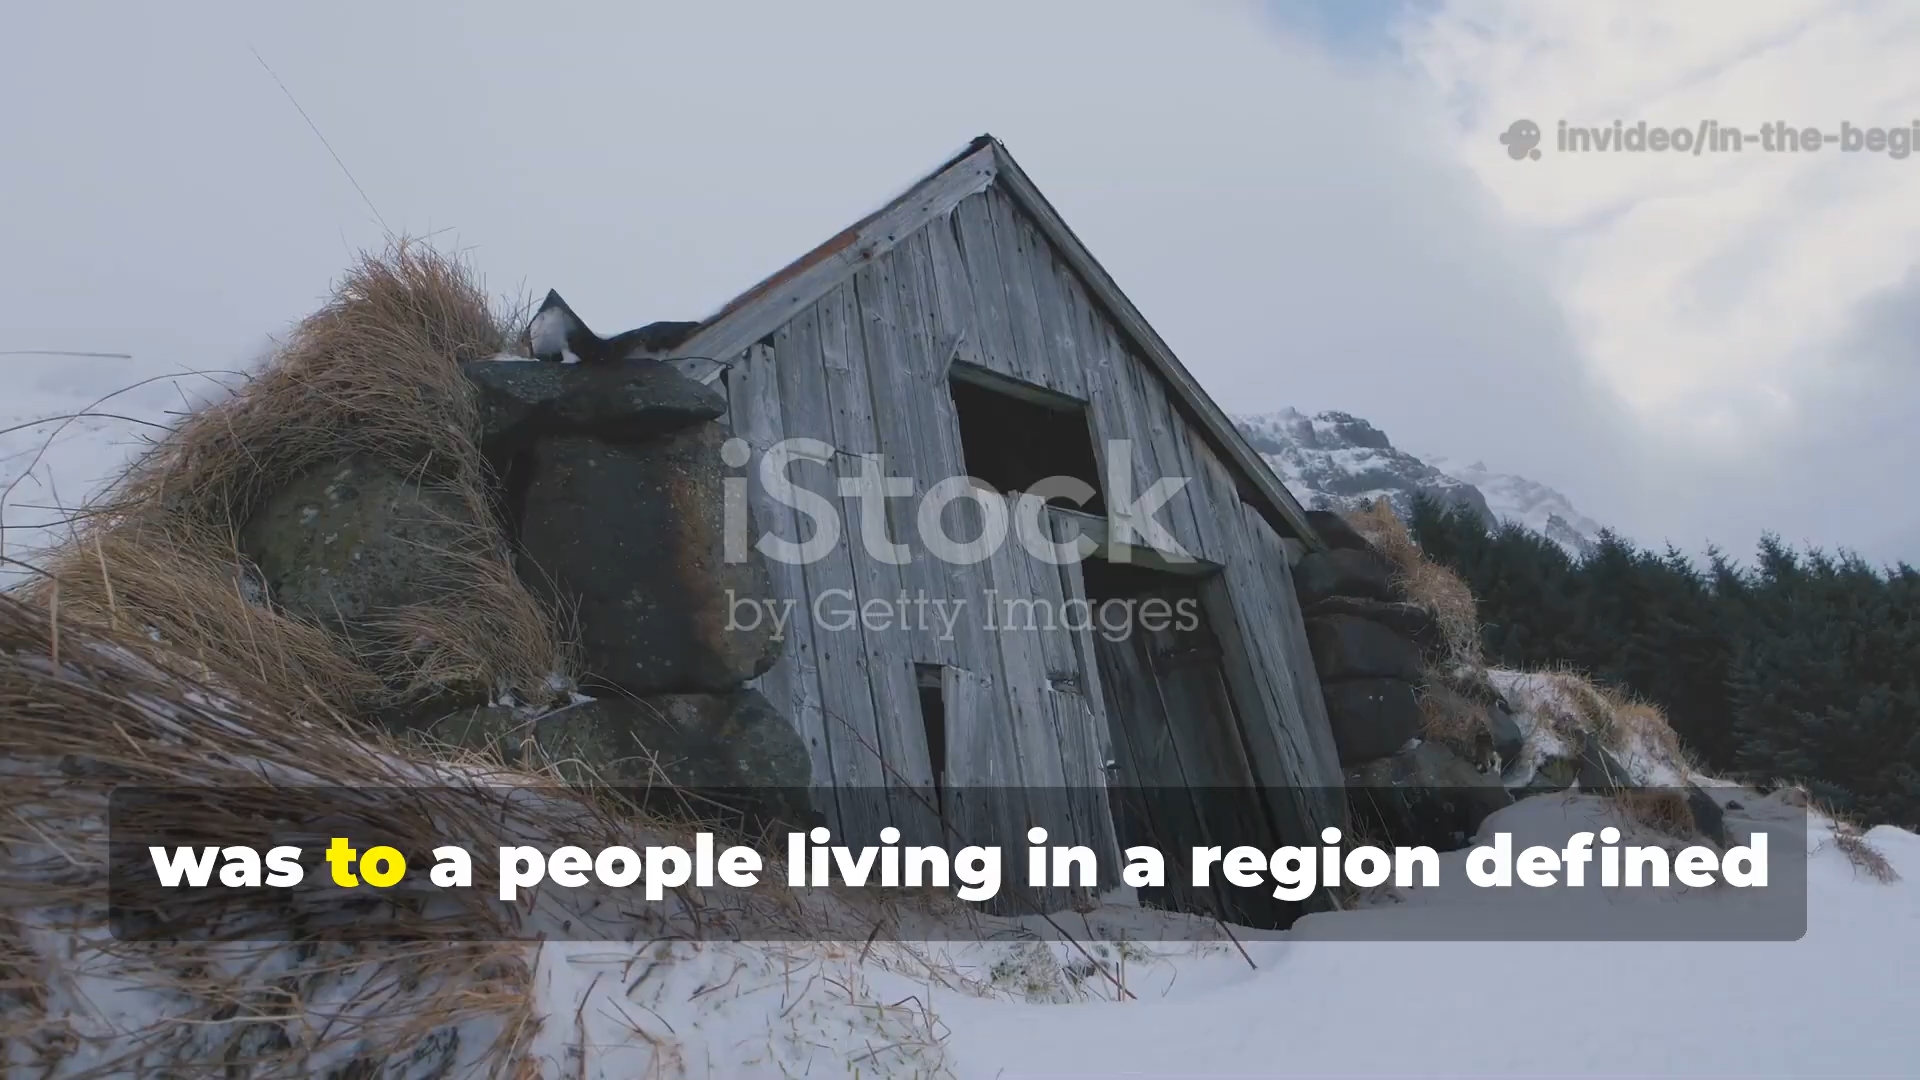 invideo/in-the-begi
iStock
by Getty Images
was to a people living in a region defined